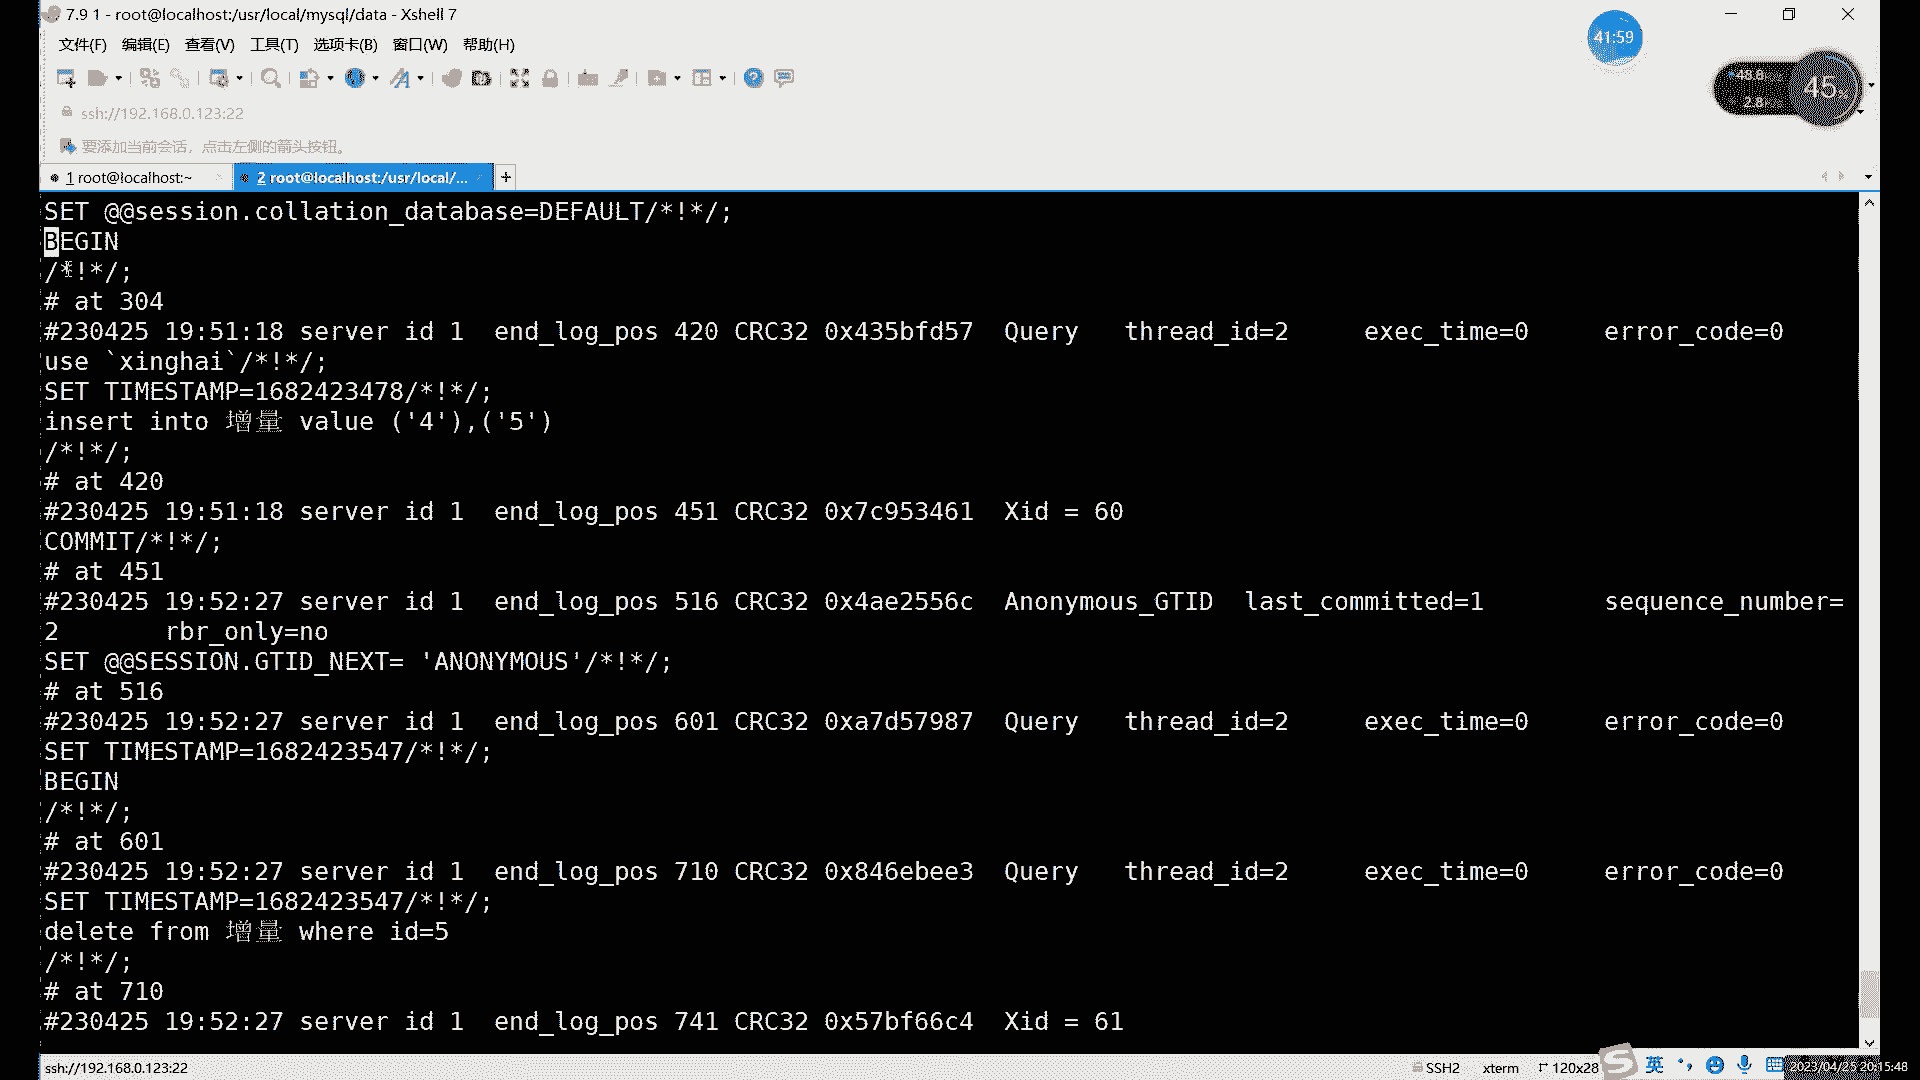 7.9 1 - root@localhost:/usr/local/mysql/data - Xshell 7
文件(F) 编辑(E) 查看(V) 工具(T) 选项卡(B) 窗口(W) 帮助(H)
41:59
48.8
2.8
45%
ssh://192.168.0.123:22
要添加当前会话，点击左侧的箭头按钮。
1 root@localhost:~
2 root@localhost:/usr/local/...
SET @@session.collation_database=DEFAULT/*!*/;
BEGIN
/*!*/;
# at 304
#230425 19:51:18 server id 1  end_log_pos 420 CRC32 0x435bfd57  Query   thread_id=2     exec_time=0     error_code=0
use `xinghai`/*!*/;
SET TIMESTAMP=1682423478/*!*/;
insert into 增量 value ('4'),('5')
/*!*/;
# at 420
#230425 19:51:18 server id 1  end_log_pos 451 CRC32 0x7c953461  Xid = 60
COMMIT/*!*/;
# at 451
#230425 19:52:27 server id 1  end_log_pos 516 CRC32 0x4ae2556c  Anonymous_GTID  last_committed=1        sequence_number=
2       rbr_only=no
SET @@SESSION.GTID_NEXT= 'ANONYMOUS'/*!*/;
# at 516
#230425 19:52:27 server id 1  end_log_pos 601 CRC32 0xa7d57987  Query   thread_id=2     exec_time=0     error_code=0
SET TIMESTAMP=1682423547/*!*/;
BEGIN
/*!*/;
# at 601
#230425 19:52:27 server id 1  end_log_pos 710 CRC32 0x846ebee3  Query   thread_id=2     exec_time=0     error_code=0
SET TIMESTAMP=1682423547/*!*/;
delete from 增量 where id=5
/*!*/;
# at 710
#230425 19:52:27 server id 1  end_log_pos 741 CRC32 0x57bf66c4  Xid = 61
ssh://192.168.0.123:22
SSH2 xterm 120x28
英
2023/04/25 20:15:48